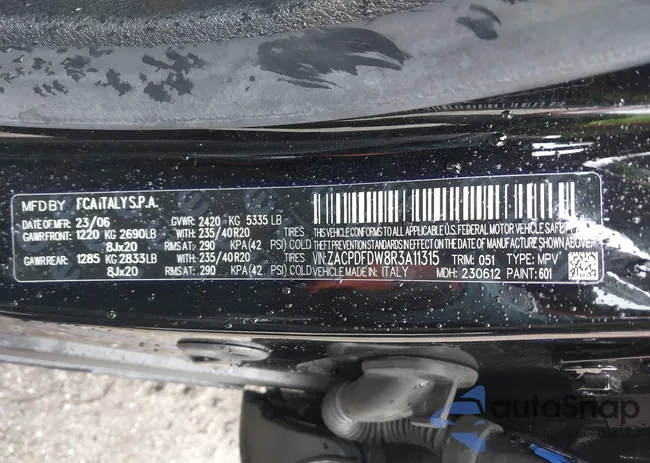 MFD BY FCA iTALY S.P.A.
DATE OF MFR: 23/06 GVWR: 2420 KG 5335 LB
GAWR FRONT: 1220 KG 2690LB WITH: 235/40R20 TIRES
8Jx20 RIMS AT: 290 KPA(42 PSI) COLD
GAWR REAR: 1285 KG 2833LB WITH: 235/40R20 TIRES
8Jx20 RIMS AT: 290 KPA(42 PSI) COLD
THIS VEHICLE CONFORMS TO ALL APPLICABLE U.S. FEDERAL MOTOR VEHICLE SAFETY
STANDARDS IN EFFECT ON THE DATE OF MANUFACTURE SHOWN ABOVE
VIN: ZACPDFDW8R3A11315 TRIM: 051 TYPE: MPV
VEHICLE MADE IN: ITALY MDH: 230612 PAINT: 601
autoSnap